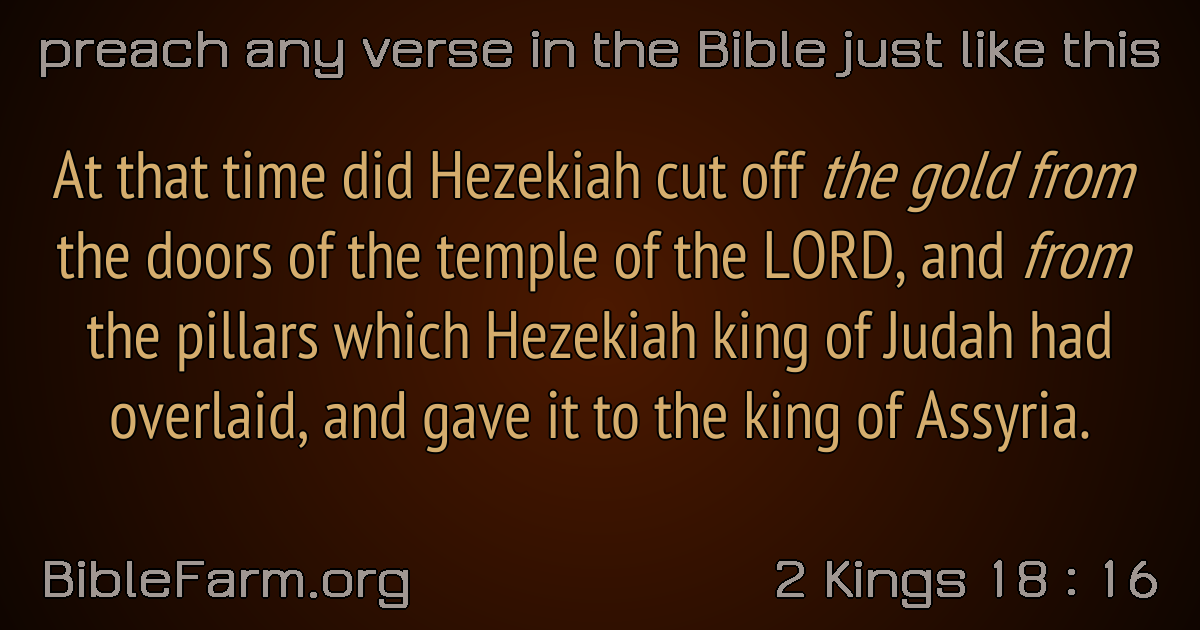 preach any verse in the Bible just like this
At that time did Hezekiah cut off the gold from
the doors of the temple of the LORD, and from
the pillars which Hezekiah king of Judah had
overlaid, and gave it to the king of Assyria.
BibleFarm.org
2 Kings 18 : 16